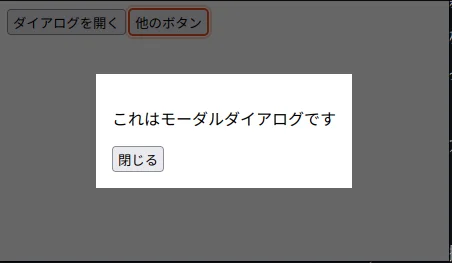 ダイアログを開く 他のボタン
これはモーダルダイアログです
閉じる